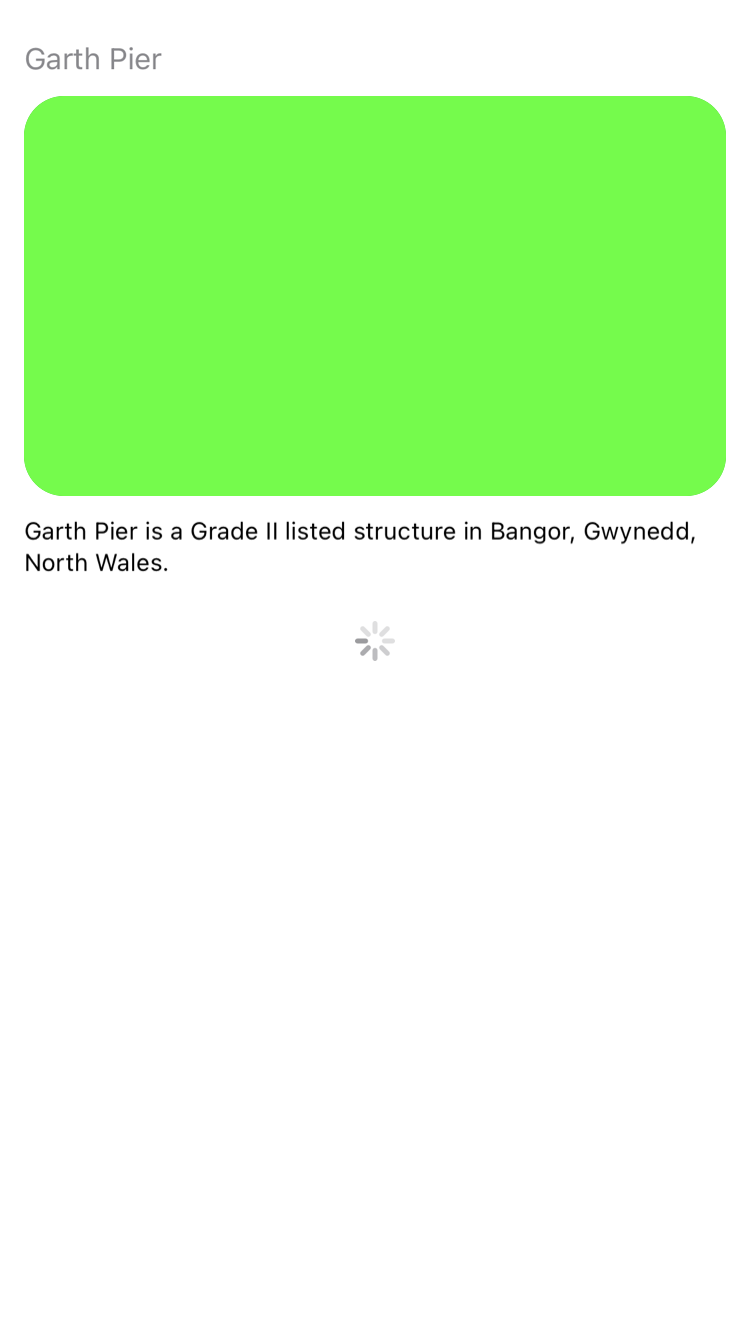 Garth Pier
Garth Pier is a Grade II listed structure in Bangor, Gwynedd,
North Wales.